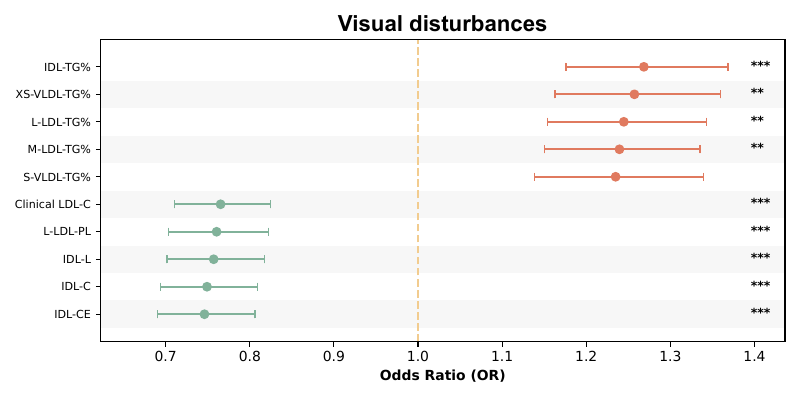 Visual disturbances
IDL-TG% ***
XS-VLDL-TG% **
L-LDL-TG% **
M-LDL-TG% **
S-VLDL-TG%
Clinical LDL-C ***
L-LDL-PL ***
IDL-L ***
IDL-C ***
IDL-CE ***
0.7 0.8 0.9 1.0 1.1 1.2 1.3 1.4
Odds Ratio (OR)